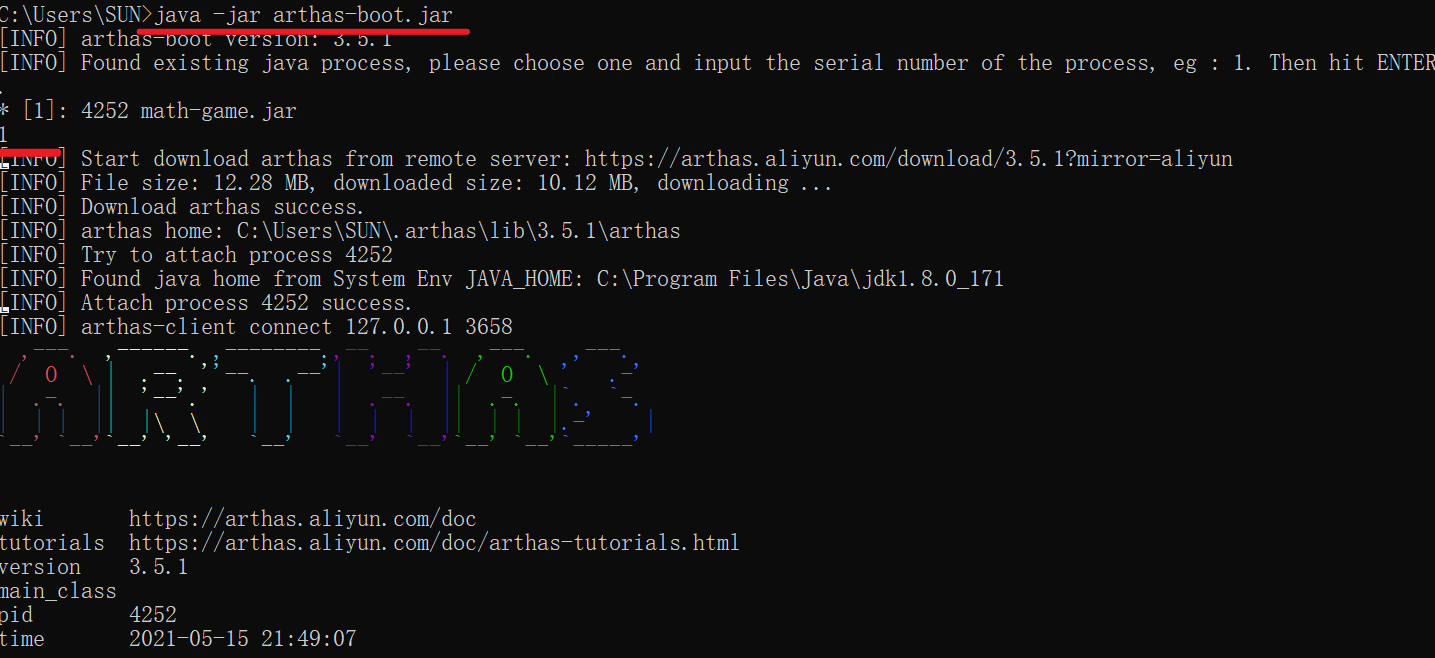 C:\Users\SUN>java -jar arthas-boot.jar
[INFO] arthas-boot version: 3.5.1
[INFO] Found existing java process, please choose one and input the serial number of the process, eg : 1. Then hit ENTER
.
* [1]: 4252 math-game.jar
1
[INFO] Start download arthas from remote server: https://arthas.aliyun.com/download/3.5.1?mirror=aliyun
[INFO] File size: 12.28 MB, downloaded size: 10.12 MB, downloading ...
[INFO] Download arthas success.
[INFO] arthas home: C:\Users\SUN\.arthas\lib\3.5.1\arthas
[INFO] Try to attach process 4252
[INFO] Found java home from System Env JAVA_HOME: C:\Program Files\Java\jdk1.8.0_171
[INFO] Attach process 4252 success.
[INFO] arthas-client connect 127.0.0.1 3658
ARTHAS
wiki https://arthas.aliyun.com/doc
tutorials https://arthas.aliyun.com/doc/arthas-tutorials.html
version 3.5.1
main_class
pid 4252
time 2021-05-15 21:49:07